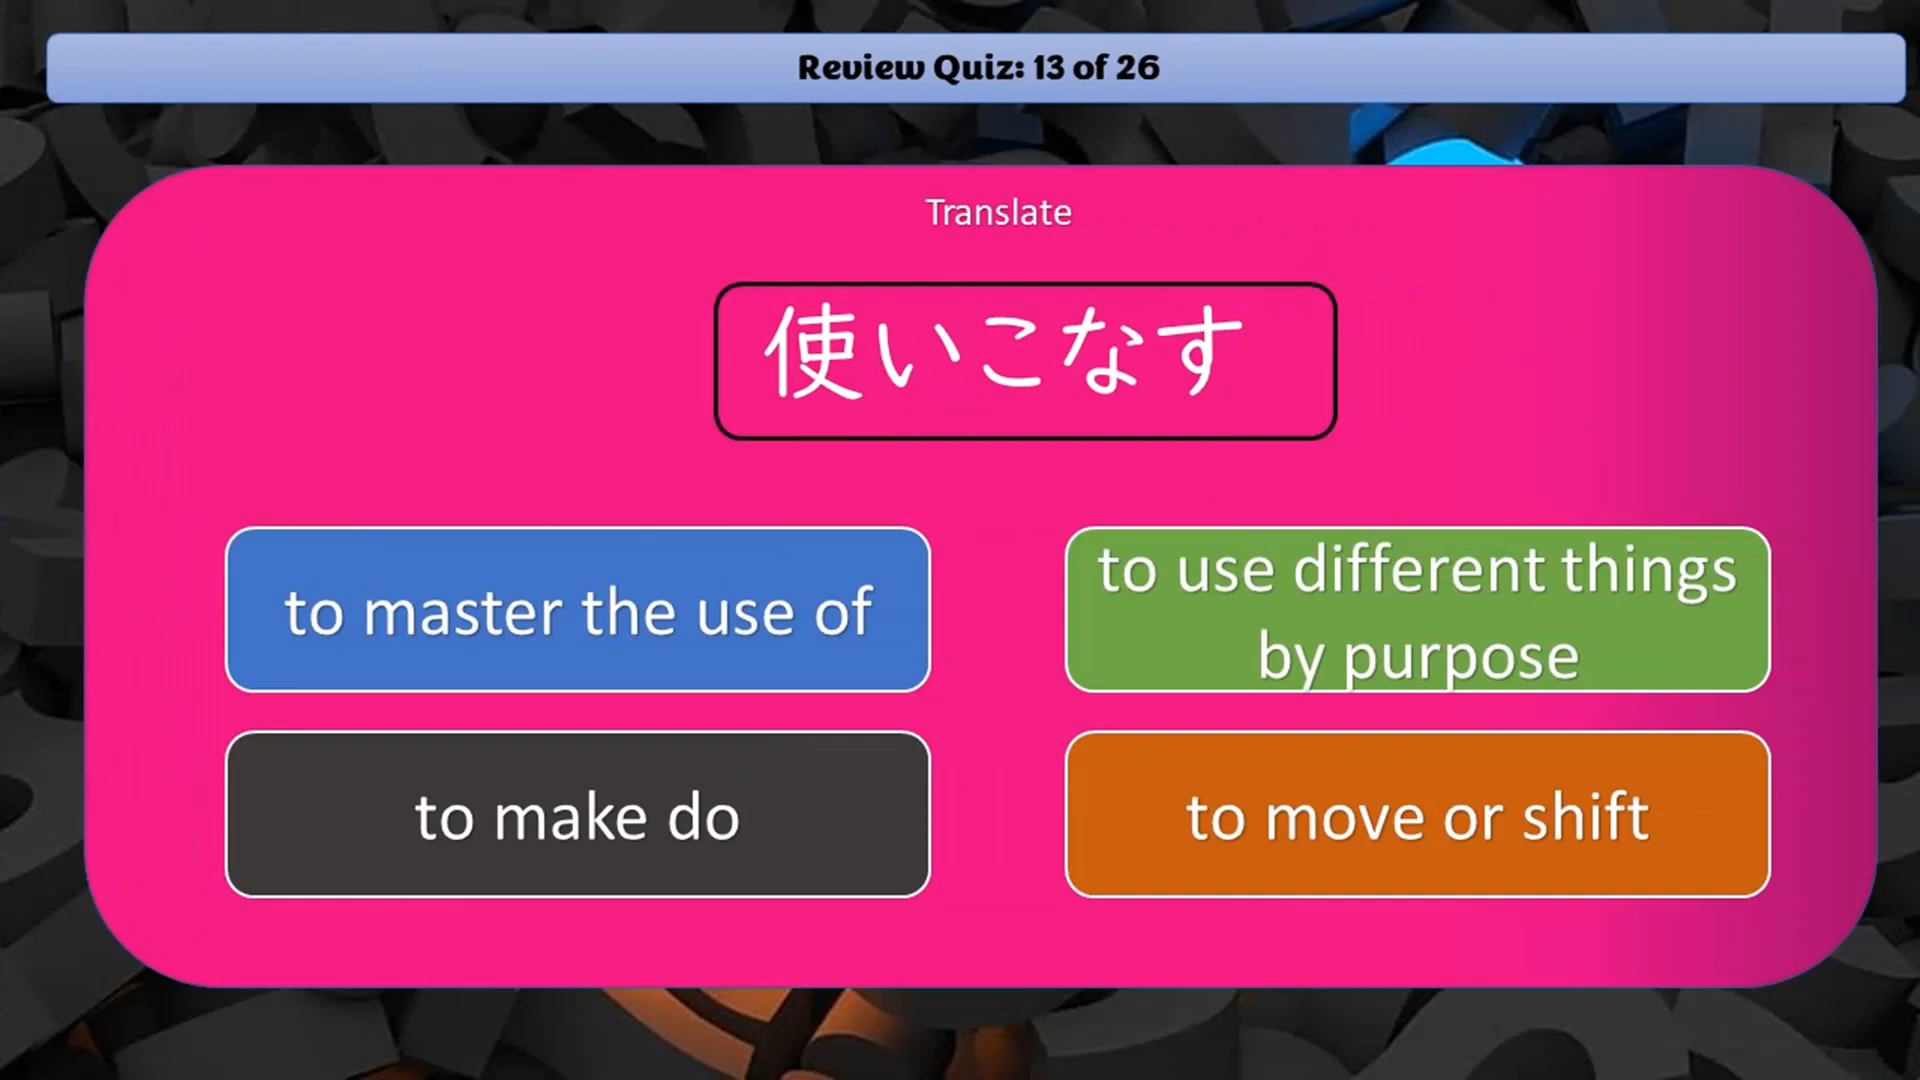 Review Quiz: 13 of 26
Translate
使いこなす
to master the use of
to use different things
by purpose
to make do
to move or shift